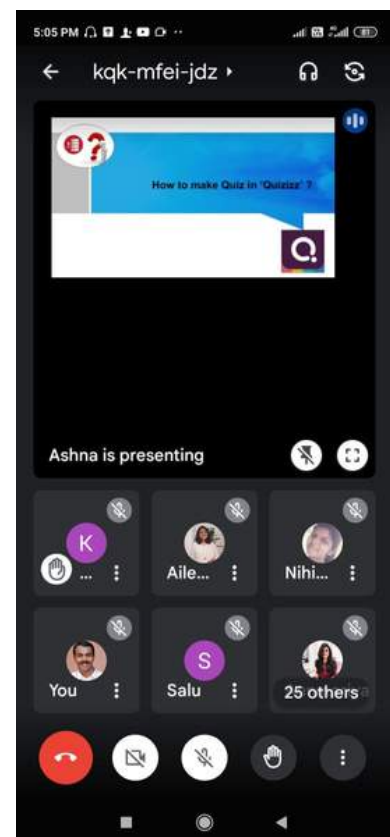 5:05 PM
kqk-mfei-jdz
How to make Quiz in 'Quizizz' ?
Q
Ashna is presenting
K
...
Aile...
Nihi...
You
S
Salu
25 others